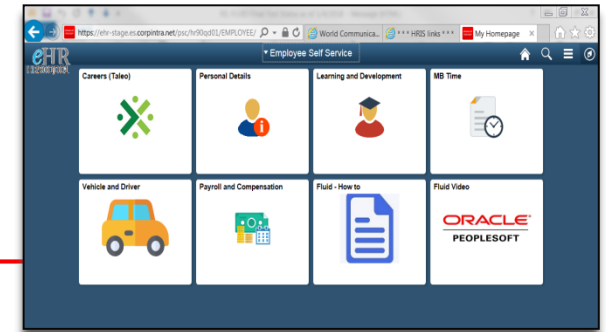 https://ehr-stage.es.corpintra.net/psc/hr90qd01/EMPLOYEE/
World Communica...
*** HRIS links ***
My Homepage
eHR
Employee Self Service
Careers (Taleo)
Personal Details
Learning and Development
MB Time
Vehicle and Driver
Payroll and Compensation
Fluid - How to
Fluid Video
ORACLE
PEOPLESOFT